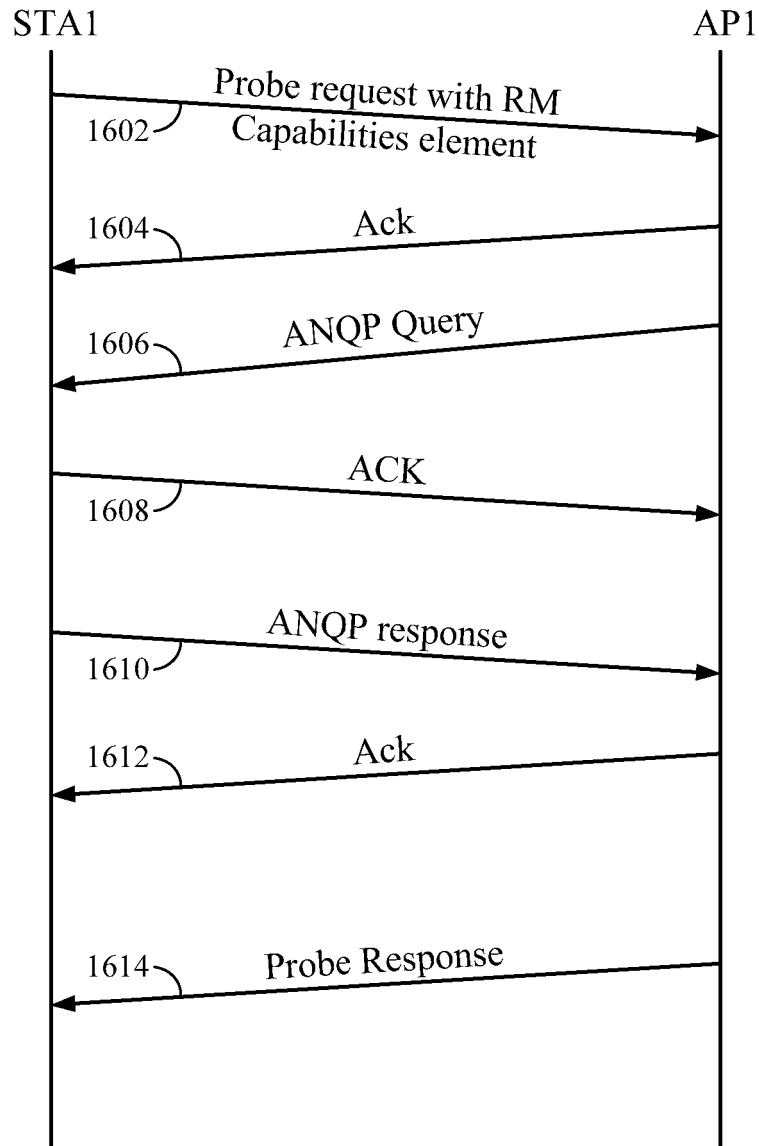 STA1
AP1
Probe request with RM
Capabilities element
1602
1604
Ack
1606
ANQP Query
ACK
1608
ANQP response
1610
1612
Ack
1614
Probe Response